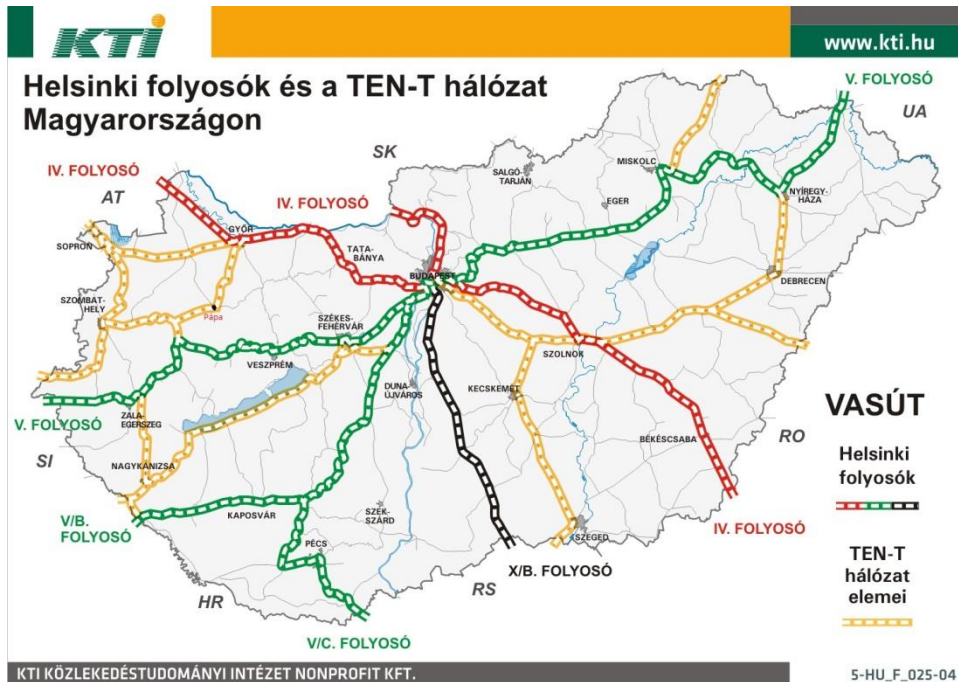 KTI
www.kti.hu
Helsinki folyosók és a TEN-T hálózat
Magyarországon
V. FOLYOSÓ
UA
SK
IV. FOLYOSÓ
AT
IV. FOLYOSÓ
SALGÓ-
TARJÁN
MISKOLC
EGER
NYÍREGY-
HÁZA
SOPRON
GYŐR
TATA-
BÁNYA
BUDAPEST
DEBRECEN
SZOMBAT-
HELY
Pápa
SZÉKES-
FEHÉRVÁR
VESZPRÉM
SZOLNOK
DUNA-
ÚJVÁROS
KECSKEMÉT
V. FOLYOSÓ
ZALA-
EGERSZEG
SI
NAGYKANIZSA
BÉKÉSCSABA
RO
VASÚT
Helsinki
folyosók
V/B.
FOLYOSÓ
KAPOSVÁR
SZEK-
SZÁRD
PÉCS
SZEGED
IV. FOLYOSÓ
X/B. FOLYOSÓ
RS
HR
V/C. FOLYOSÓ
TEN-T
hálózat
elemei
KTI KÖZLEKEDÉSTUDOMÁNYI INTÉZET NONPROFIT KFT.
5-HU_F_025-04